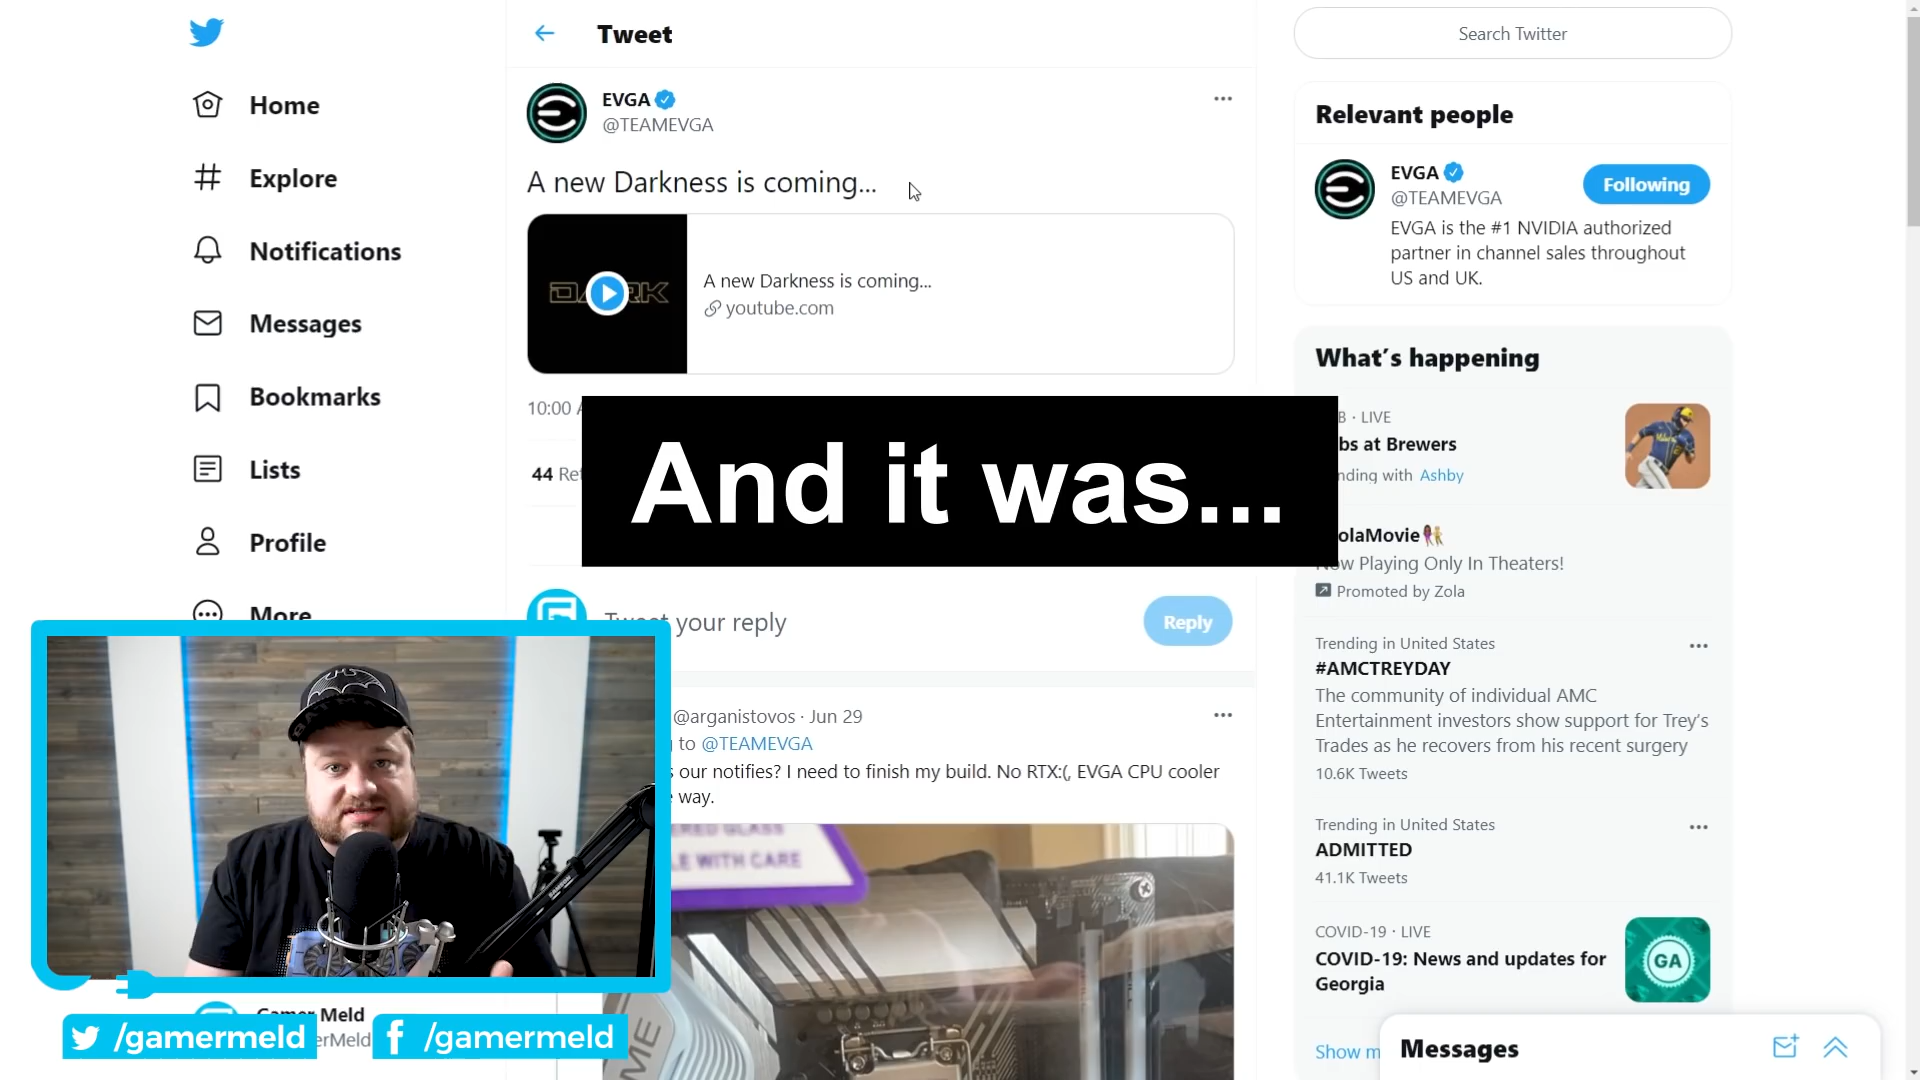 Home
Explore
Notifications
Messages
Bookmarks
Lists
Profile
More
Tweet
EVGA
@TEAMEVGA
A new Darkness is coming...
DARK
A new Darkness is coming...
youtube.com
10:00
44
And it was...
Tweet your reply
Reply
@arganistovos · Jun 29
to @TEAMEVGA
our notifies? I need to finish my build. No RTX:(, EVGA CPU cooler
way.
GLASS
WITH CARE
Gamer Meld
/gamermeld
/gamermeld
Search Twitter
Relevant people
EVGA
@TEAMEVGA
Following
EVGA is the #1 NVIDIA authorized
partner in channel sales throughout
US and UK.
What's happening
· LIVE
at Brewers
with Ashby
Now Playing Only In Theaters!
Promoted by Zola
Trending in United States
#AMCTREYDAY
The community of individual AMC
Entertainment investors show support for Trey's
Trades as he recovers from his recent surgery
10.6K Tweets
Trending in United States
ADMITTED
41.1K Tweets
COVID-19 · LIVE
COVID-19: News and updates for
Georgia
GA
Show
Messages